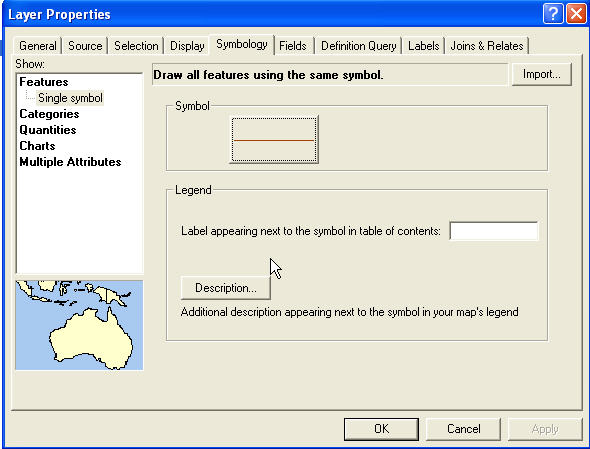 Layer Properties
General Source Selection Display Symbology Fields Definition Query Labels Joins & Relates
Show:
Features
Single symbol
Categories
Quantities
Charts
Multiple Attributes
Draw all features using the same symbol.
Import...
Symbol
Legend
Label appearing next to the symbol in table of contents:
Description...
Additional description appearing next to the symbol in your map's legend
OK Cancel Apply